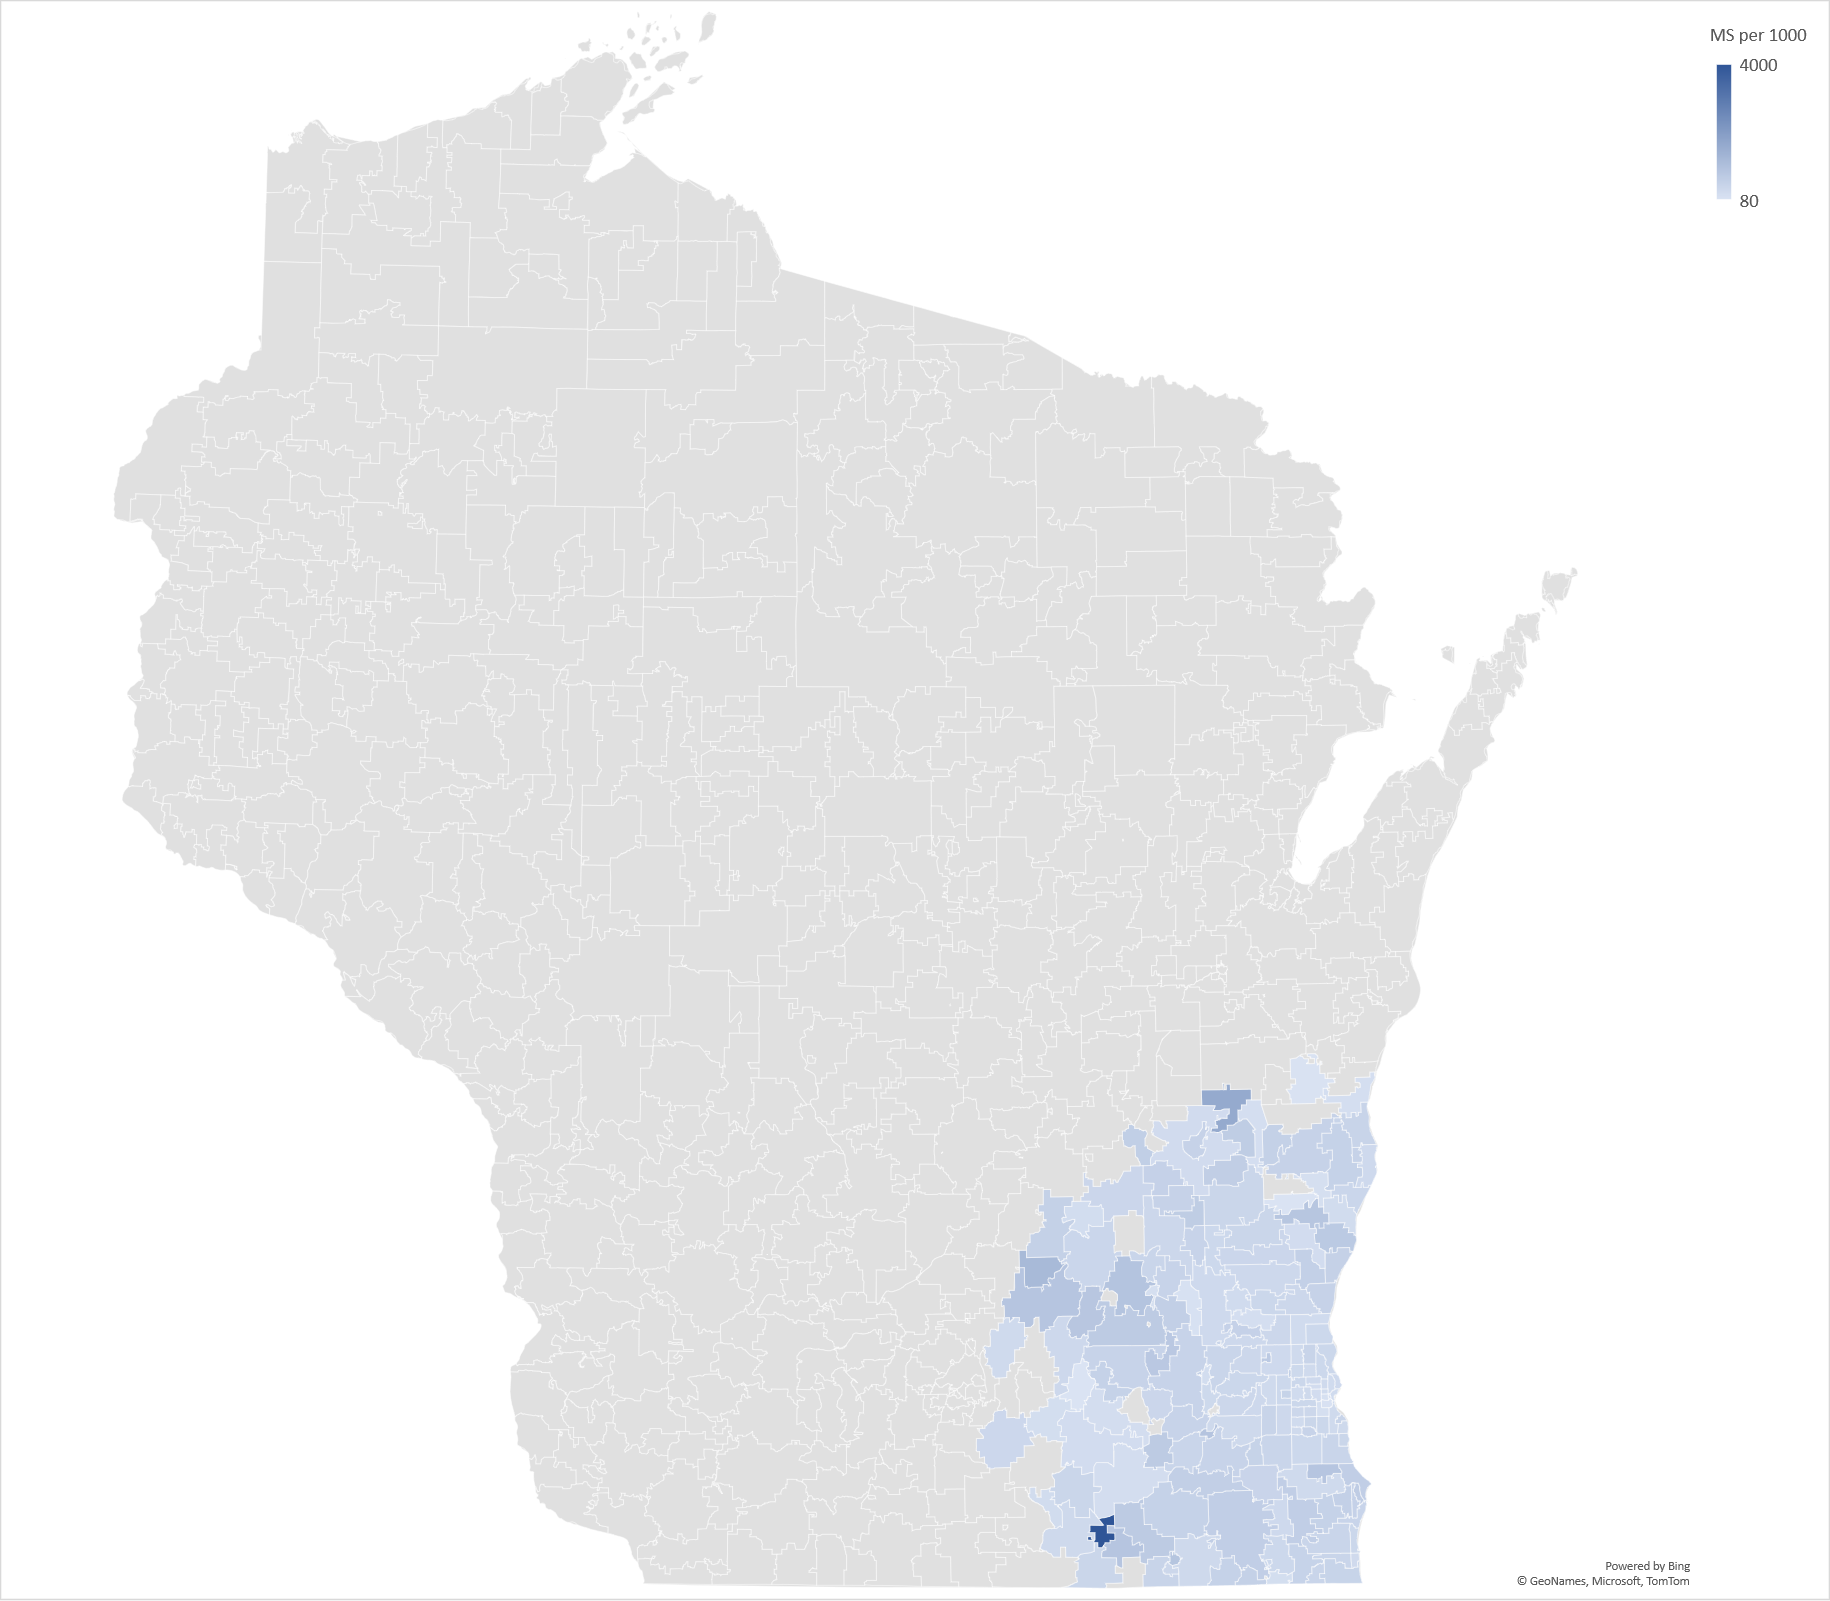 MS per 1000
4000
80
Powered by Bing
© GeoNames, Microsoft, TomTom